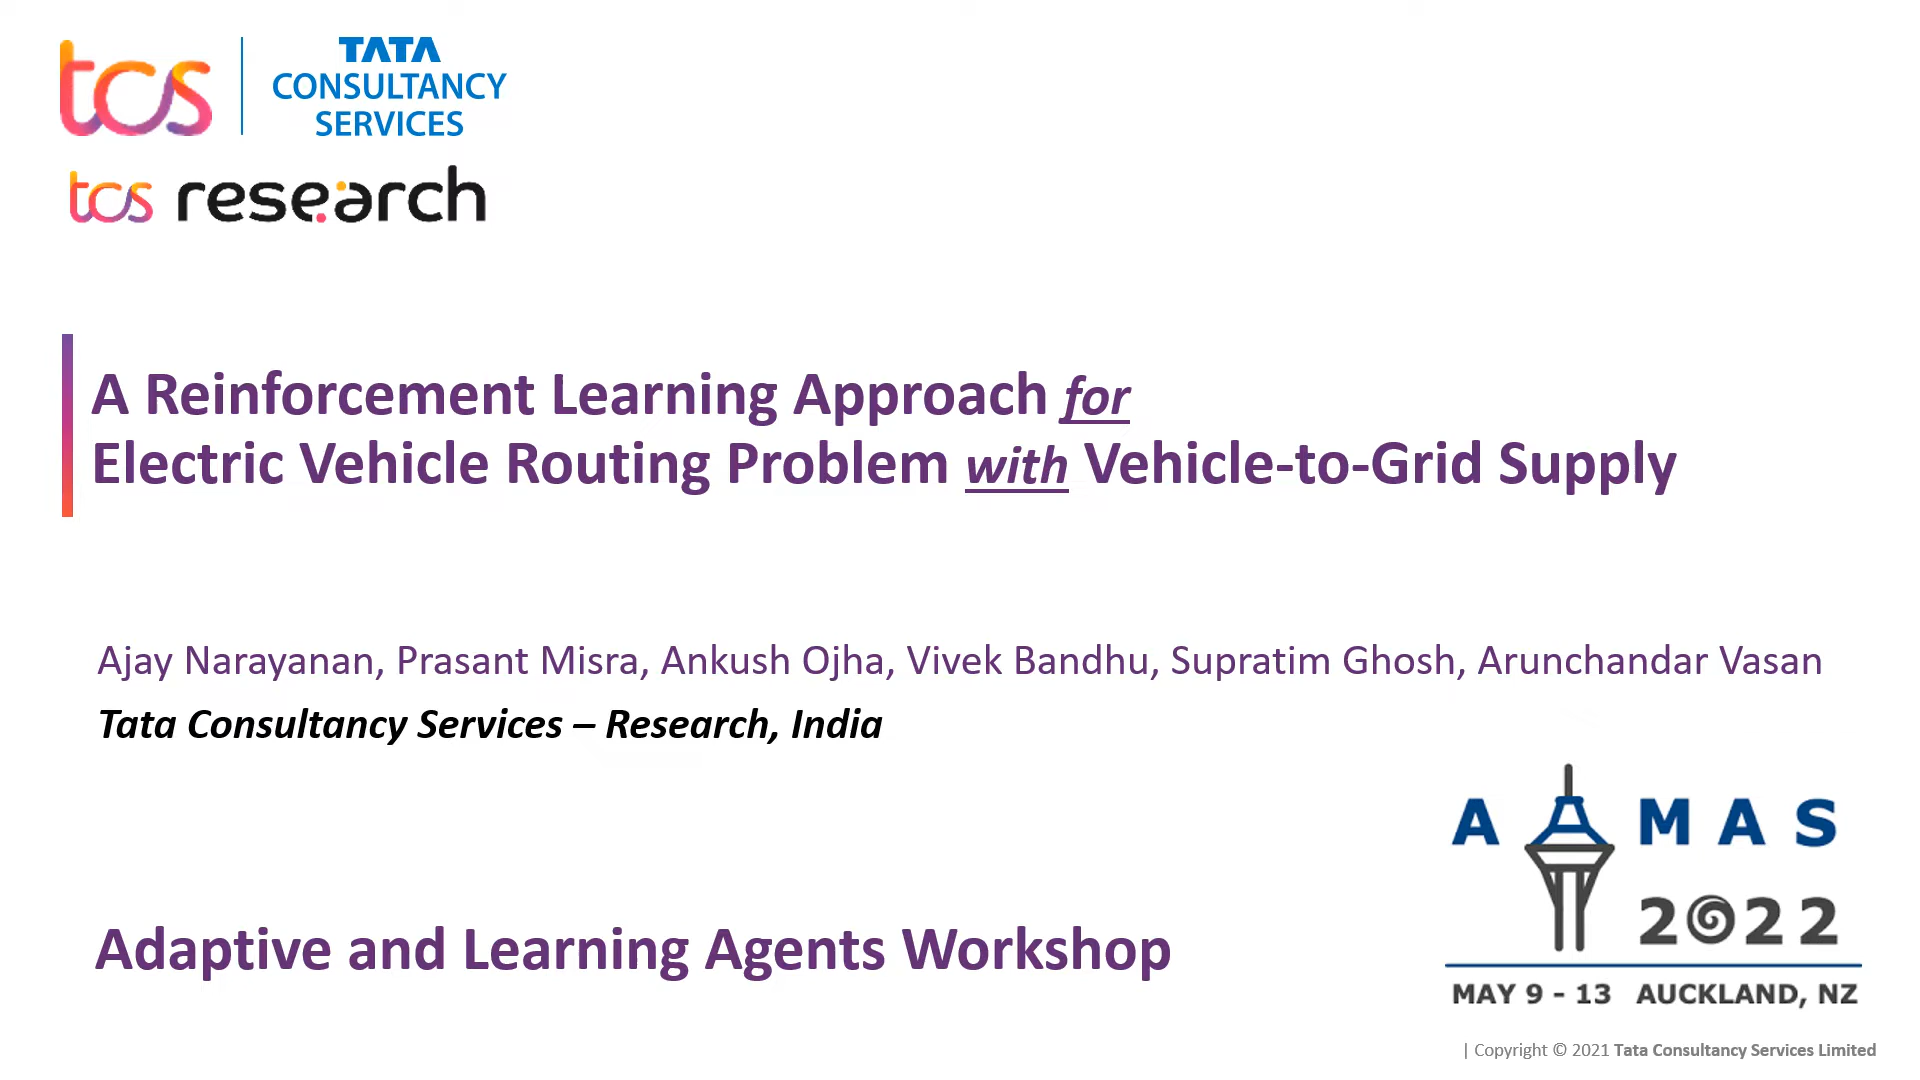 tcs
TATA
CONSULTANCY
SERVICES
tcs research
A Reinforcement Learning Approach for
Electric Vehicle Routing Problem with Vehicle-to-Grid Supply
Ajay Narayanan, Prasant Misra, Ankush Ojha, Vivek Bandhu, Supratim Ghosh, Arunchandar Vasan
Tata Consultancy Services – Research, India
AAMAS
2022
Adaptive and Learning Agents Workshop
MAY 9 - 13 AUCKLAND, NZ
| Copyright © 2021 Tata Consultancy Services Limited